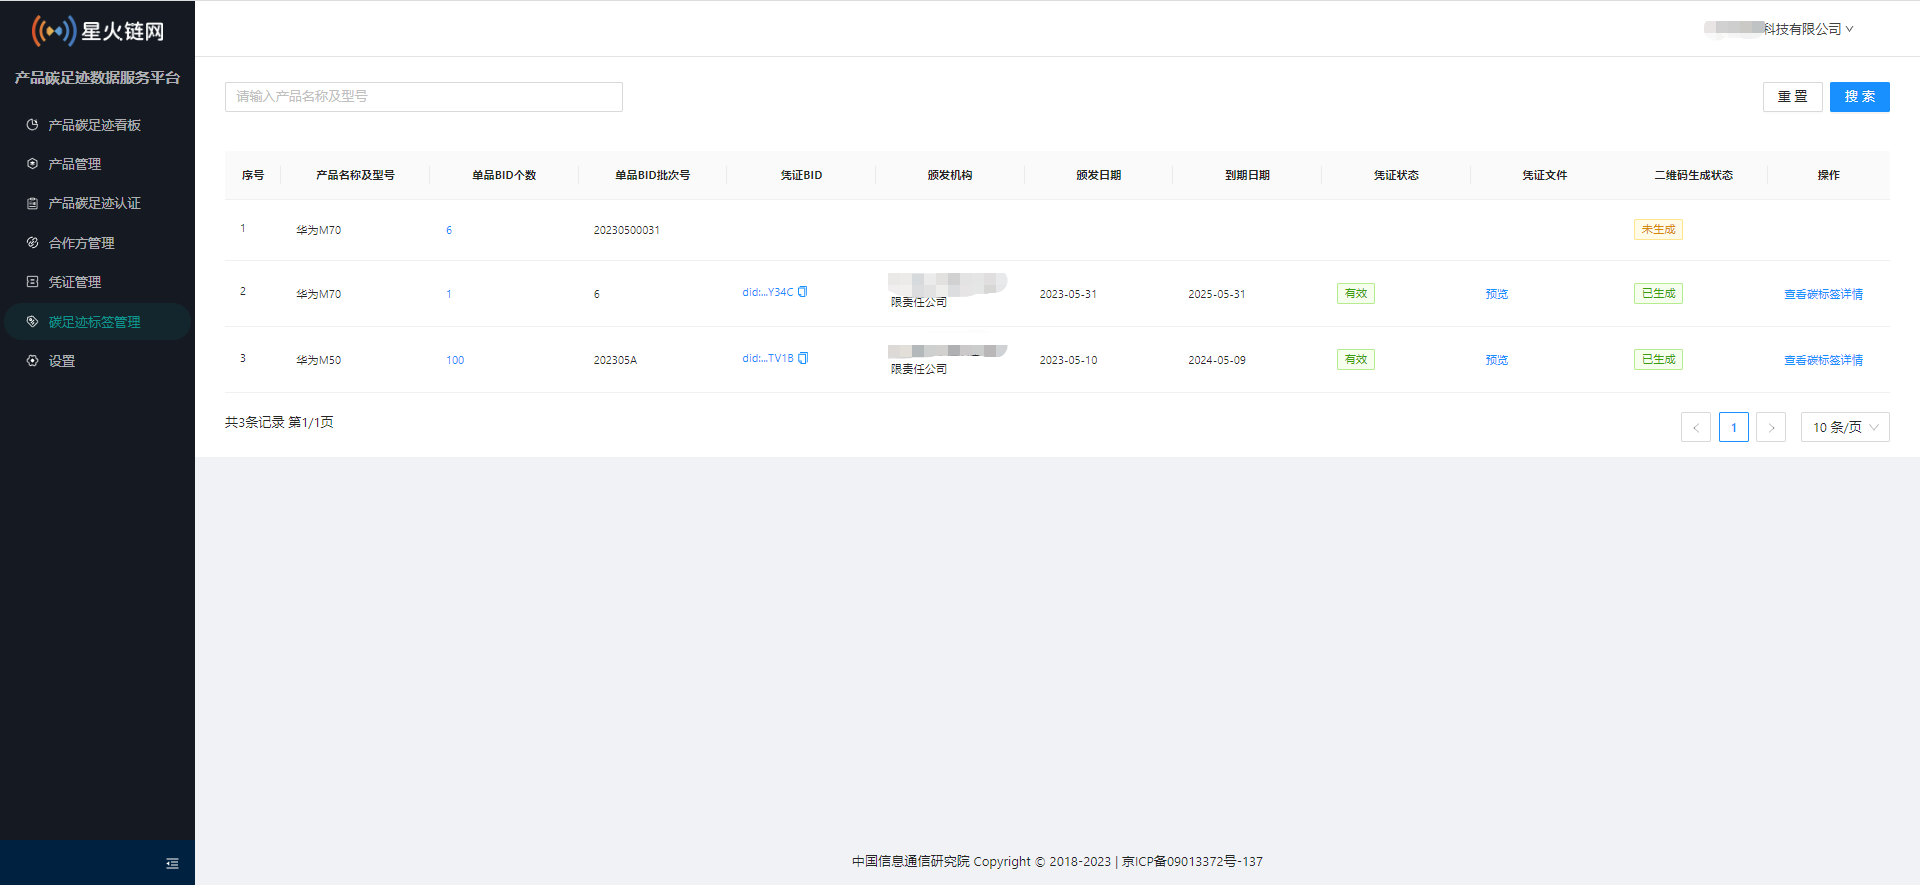 星火链网
产品碳足迹数据服务平台
产品碳足迹看板
产品管理
产品碳足迹认证
合作方管理
凭证管理
碳足迹标签管理
设置
科技有限公司
请输入产品名称及型号
重 置
搜 索
序号 产品名称及型号 单品BID个数 单品BID批次号 凭证BID 颁发机构 颁发日期 到期日期 凭证状态 凭证文件 二维码生成状态 操作
1 华为M70 6 20230500031 未生成
2 华为M70 1 6 did:...Y34C 限责任公司 2023-05-31 2025-05-31 有效 预览 已生成 查看碳标签详情
3 华为M50 100 202305A did:...TV1B 限责任公司 2023-05-10 2024-05-09 有效 预览 已生成 查看碳标签详情
共3条记录 第1/1页
1
10 条/页
中国信息通信研究院 Copyright © 2018-2023 | 京ICP备09013372号-137